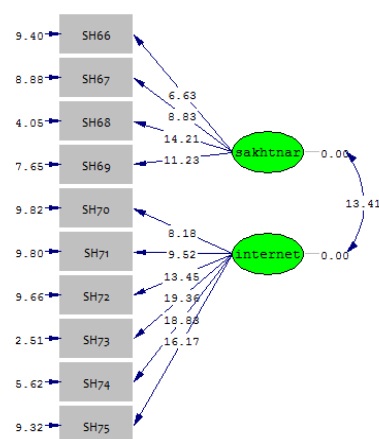 9.40 SH66
8.88 SH67
4.05 SH68
7.65 SH69
9.82 SH70
9.80 SH71
9.66 SH72
2.51 SH73
5.62 SH74
9.32 SH75
6.63
8.83
14.21
11.23
8.18
9.52
13.45
19.36
18.83
16.17
sakhtnar 0.00
internet 0.00
13.41